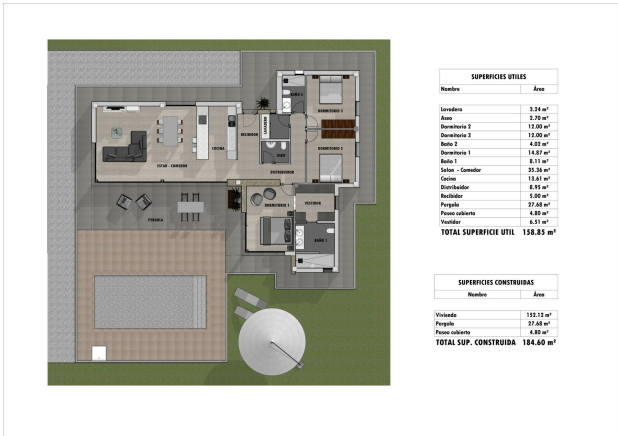 SUPERFICIES UTILES
Nombre Área
Lavadero 3.24 m²
Aseo 2.70 m²
Dormitorio 2 12.00 m²
Dormitorio 3 12.00 m²
Baño 2 4.02 m²
Dormitorio 1 14.87 m²
Baño 1 8.11 m²
Salon - Comedor 35.36 m²
Cocina 13.61 m²
Distribuidor 8.95 m²
Recibidor 5.00 m²
Pergola 27.68 m²
Paseo cubierto 4.80 m²
Vestidor 6.51 m²
TOTAL SUPERFICIE UTIL 158.85 m²
SUPERFICIES CONSTRUIDAS
Nombre Área
Vivienda 152.12 m²
Pergola 27.68 m²
Paseo cubierto 4.80 m²
TOTAL SUP. CONSTRUIDA 184.60 m²
DORMITORIO 3
LAVADERO
RECIBIDOR
COCINA
ASEO
DORMITORIO 2
ESTAR - COMEDOR
DISTRIBUIDOR
VESTIDOR
DORMITORIO 1
PERGOLA
BAÑO 1